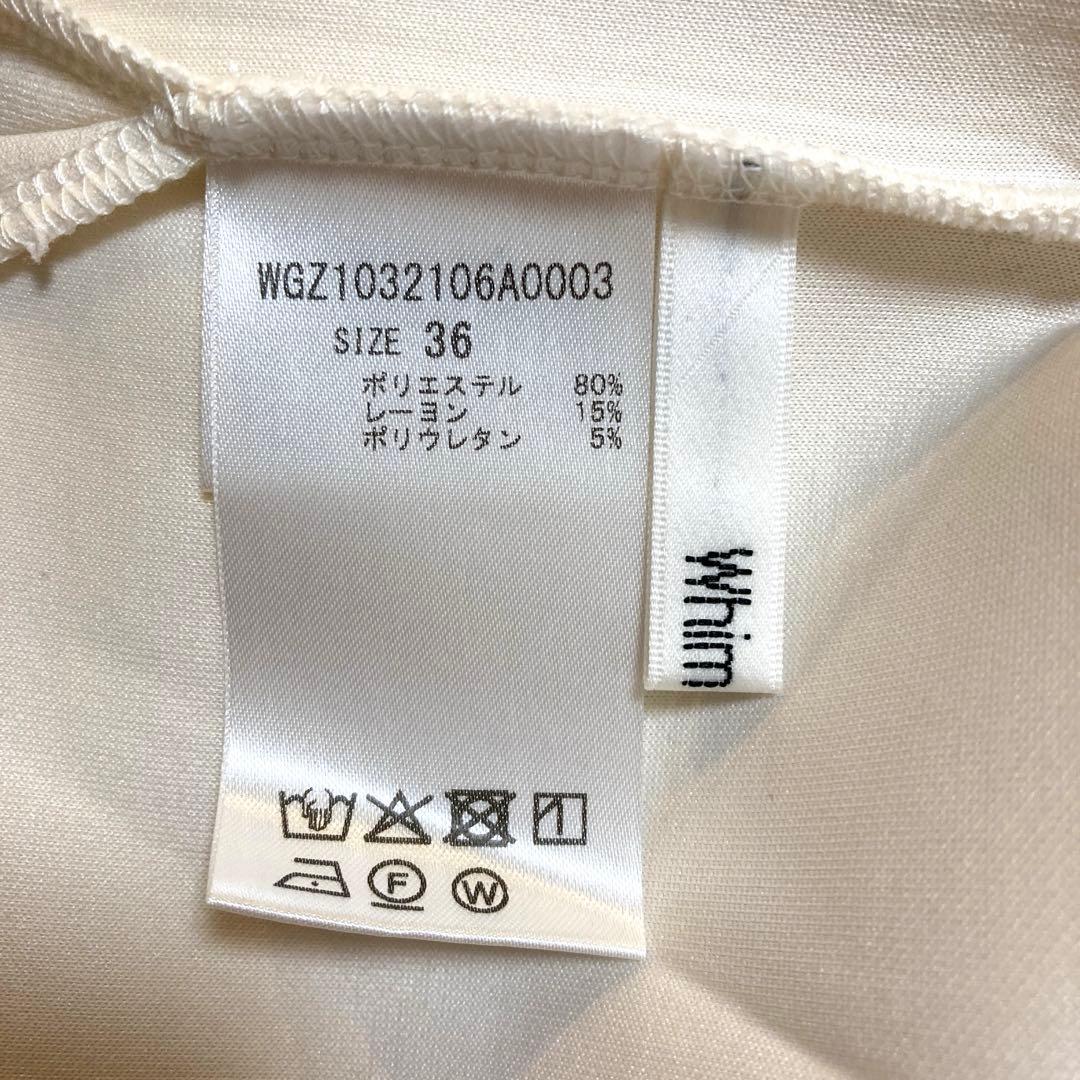 WGZ1032106A0003
SIZE 36
ポリエステル 80%
レーヨン 15%
ポリウレタン 5%
Whim
F
W